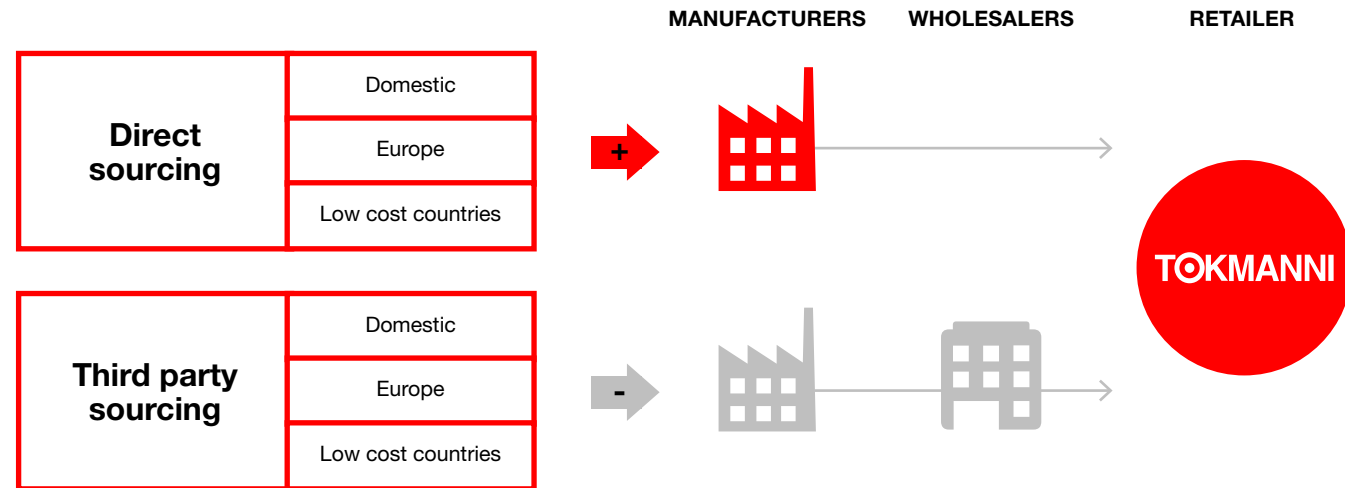 MANUFACTURERS WHOLESALERS RETAILER
Direct
sourcing
Domestic
Europe
Low cost countries
+
TOKMANNI
Third party
sourcing
Domestic
Europe
Low cost countries
-